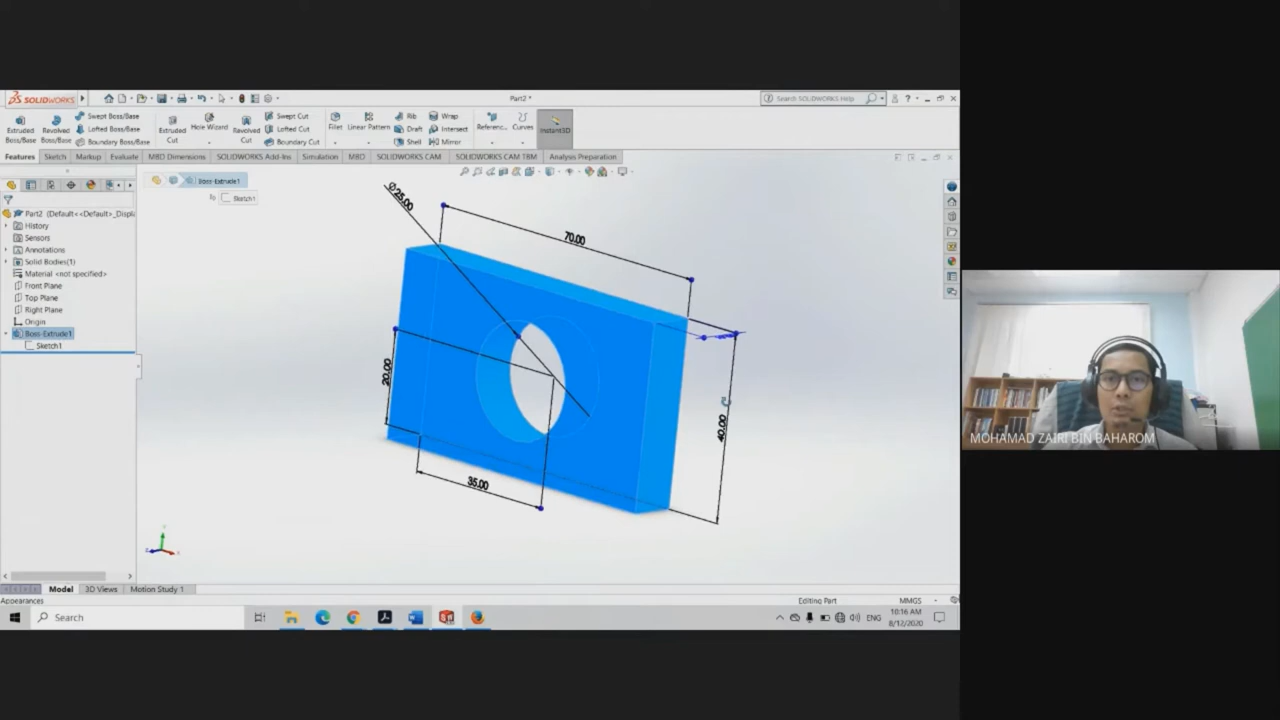 SOLIDWORKS
Part2 *
Search SOLIDWORKS Help
Extruded Boss/Base
Revolved Boss/Base
Swept Boss/Base
Lofted Boss/Base
Boundary Boss/Base
Extruded Cut
Hole Wizard
Revolved Cut
Swept Cut
Lofted Cut
Boundary Cut
Fillet
Linear Pattern
Rib
Draft
Shell
Wrap
Intersect
Mirror
Referenc...
Curves
Instant3D
Features
Sketch
Markup
Evaluate
MBD Dimensions
SOLIDWORKS Add-Ins
Simulation
MBD
SOLIDWORKS CAM
SOLIDWORKS CAM TBM
Analysis Preparation
Boss-Extrude1
Sketch1
Part2 (Default<<Default>_Displa
History
Sensors
Annotations
Solid Bodies(1)
Material <not specified>
Front Plane
Top Plane
Right Plane
Origin
Boss-Extrude1
Sketch1
Ø25.00
70.00
20.00
40.00
35.00
MOHAMAD ZAIRI BIN BAHAROM
Model
3D Views
Motion Study 1
Appearances
Editing Part
MMGS
Search
ENG
10:16 AM
8/12/2020